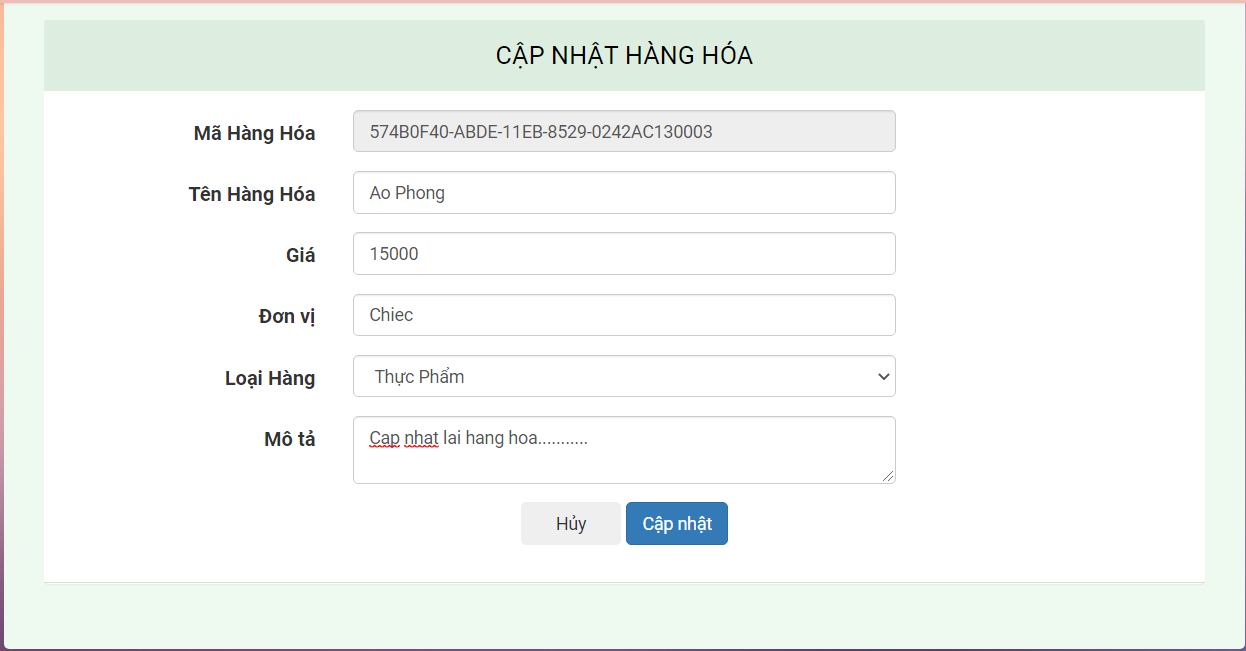 CẬP NHẬT HÀNG HÓA
Mã Hàng Hóa 574B0F40-ABDE-11EB-8529-0242AC130003
Tên Hàng Hóa Ao Phong
Giá 15000
Đơn vị Chiec
Loại Hàng Thực Phẩm
Mô tả Cap nhat lai hang hoa...........
Hủy Cập nhật